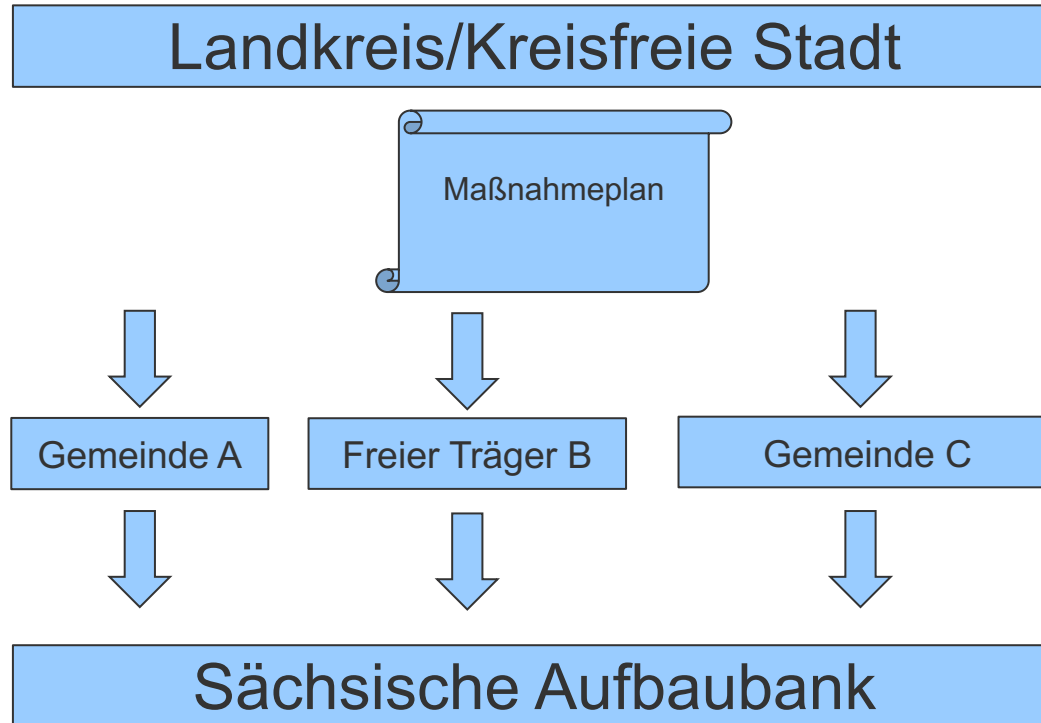 Landkreis/Kreisfreie Stadt
Maßnahmeplan
Gemeinde A
Freier Träger B
Gemeinde C
Sächsische Aufbaubank